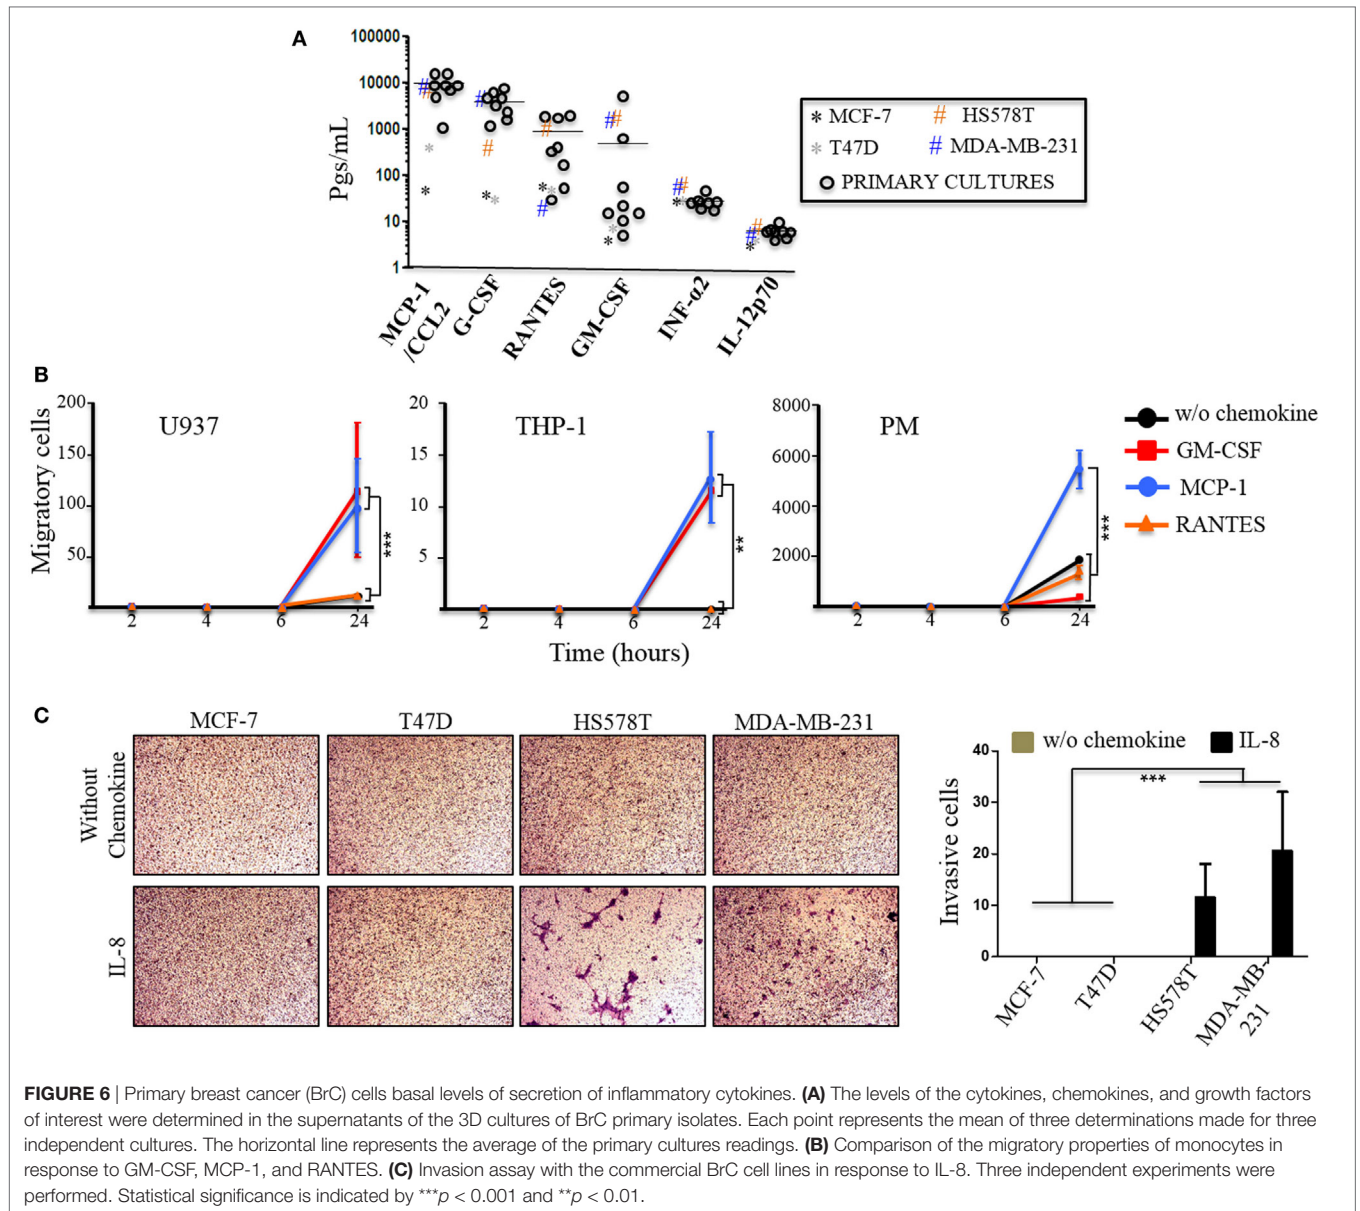 A
100000
10000
1000
100
10
1
Pgs/mL
MCP-1
/CCL2
G-CSF
RANTES
GM-CSF
INF-α2
IL-12p70
* MCF-7
# HS578T
* T47D
# MDA-MB-231
PRIMARY CULTURES
B
Migratory cells
200
150
100
50
U937
***
2
4
6
24
20
15
10
5
THP-1
**
2
4
6
24
8000
6000
4000
2000
PM
***
2
4
6
24
Time (hours)
w/o chemokine
GM-CSF
MCP-1
RANTES
C
MCF-7
T47D
HS578T
MDA-MB-231
Without
Chemokine
IL-8
w/o chemokine
IL-8
Invasive cells
40
30
20
10
0
***
MCF-7
T47D
HS578T
MDA-MB-
231
FIGURE 6 | Primary breast cancer (BrC) cells basal levels of secretion of inflammatory cytokines. (A) The levels of the cytokines, chemokines, and growth factors
of interest were determined in the supernatants of the 3D cultures of BrC primary isolates. Each point represents the mean of three determinations made for three
independent cultures. The horizontal line represents the average of the primary cultures readings. (B) Comparison of the migratory properties of monocytes in
response to GM-CSF, MCP-1, and RANTES. (C) Invasion assay with the commercial BrC cell lines in response to IL-8. Three independent experiments were
performed. Statistical significance is indicated by ***p < 0.001 and **p < 0.01.